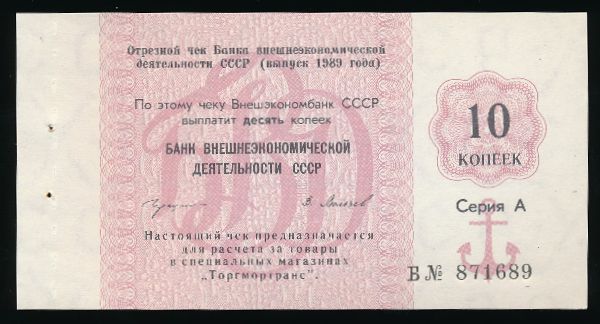 Отрезной чек Банка внешнеэкономической
деятельности СССР (выпуск 1989 года)
По этому чеку Внешэкономбанк СССР
выплатит десять копеек
БАНК ВНЕШНЕЭКОНОМИЧЕСКОЙ
ДЕЯТЕЛЬНОСТИ СССР
Настоящий чек предназначается
для расчета за товары
в специальных магазинах
„Торгмортранс".
10
КОПЕЕК
Серия А
Б № 871689